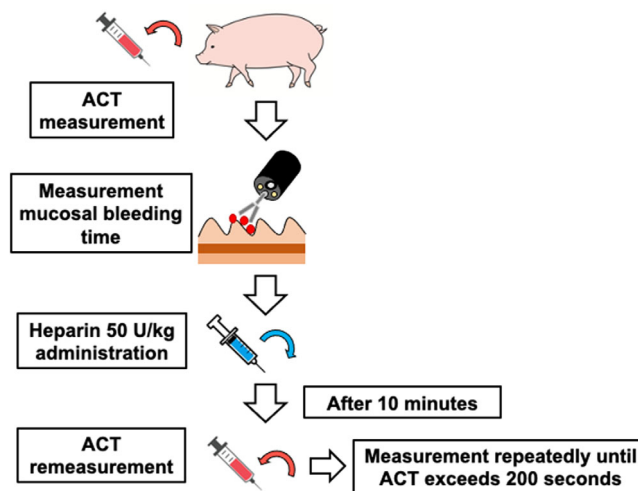 ACT
measurement
Measurement
mucosal bleeding
time
Heparin 50 U/kg
administration
After 10 minutes
ACT
remeasurement
Measurement repeatedly until
ACT exceeds 200 seconds